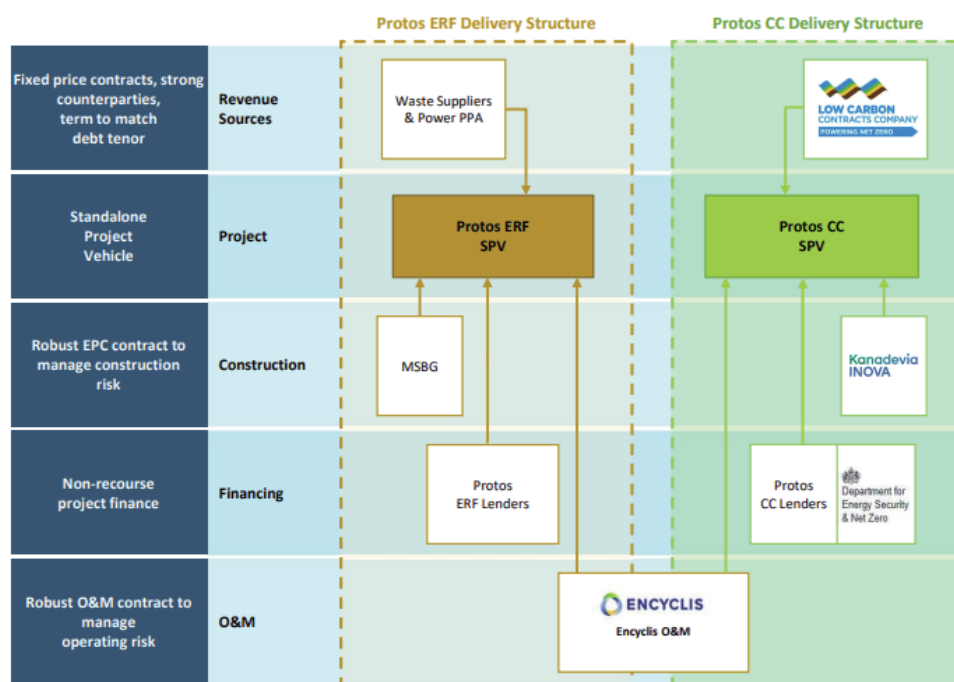 Protos ERF Delivery Structure
Protos CC Delivery Structure
Fixed price contracts, strong
counterparties,
term to match
debt tenor
Revenue
Sources
Waste Suppliers
& Power PPA
LOW CARBON
CONTRACTS COMPANY
POWERING NET ZERO
Standalone
Project
Vehicle
Project
Protos ERF
SPV
Protos CC
SPV
Robust EPC contract to
manage construction
risk
Construction
MSBG
Kanadevia
INOVA
Non-recourse
project finance
Financing
Protos
ERF Lenders
Protos
CC Lenders
Department for
Energy Security
& Net Zero
Robust O&M contract to
manage
operating risk
O&M
ENCYCLIS
Encyclis O&M